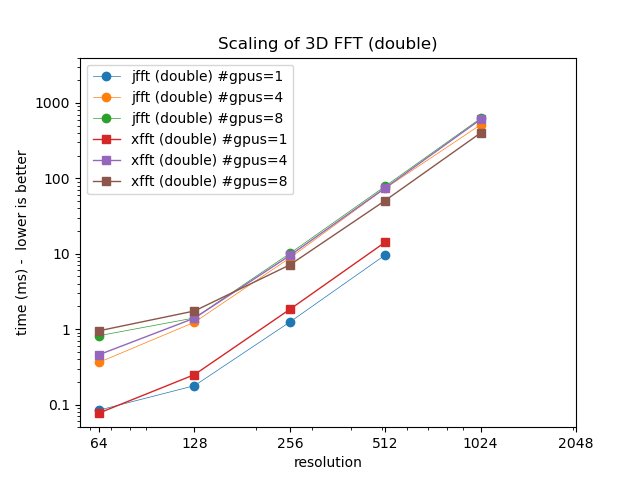 Scaling of 3D FFT (double)
jfft (double) #gpus=1
jfft (double) #gpus=4
jfft (double) #gpus=8
xfft (double) #gpus=1
xfft (double) #gpus=4
xfft (double) #gpus=8
time (ms) -  lower is better
1000
100
10
1
0.1
64 128 256 512 1024 2048
resolution